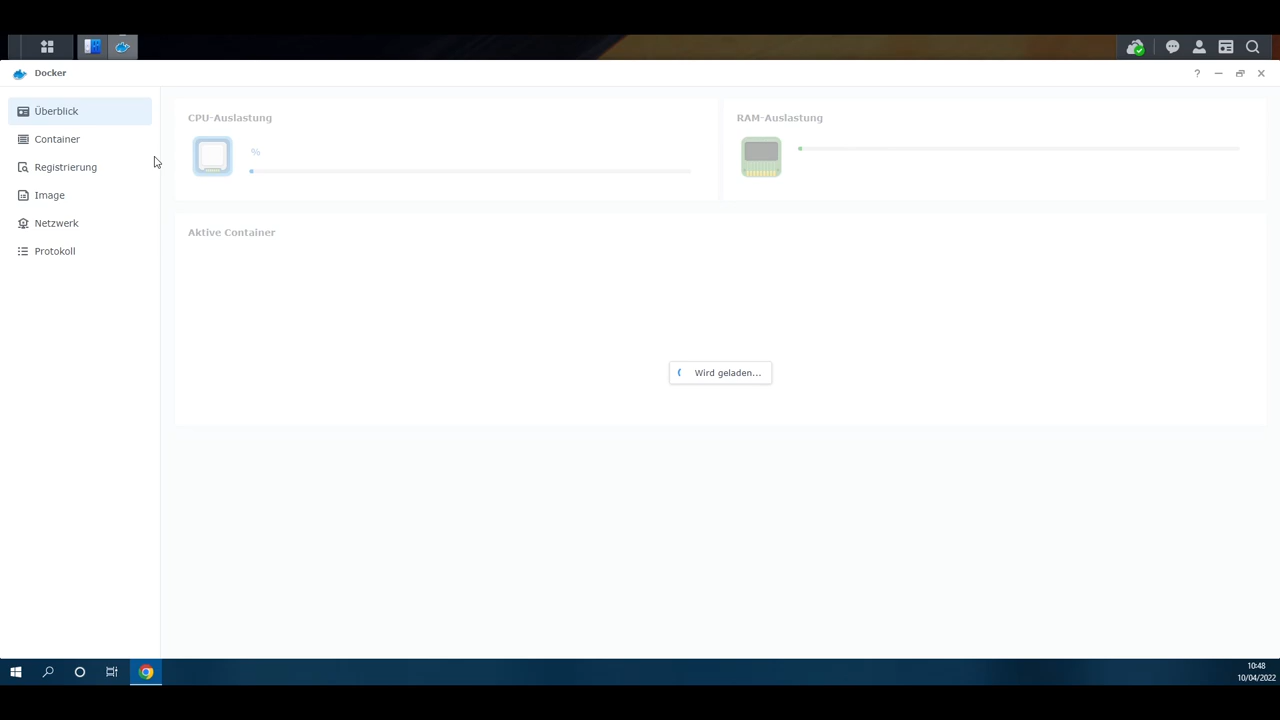 Docker
?
Überblick
Container
Registrierung
Image
Netzwerk
Protokoll
CPU-Auslastung
%
RAM-Auslastung
Aktive Container
Wird geladen...
10:48
10/04/2022